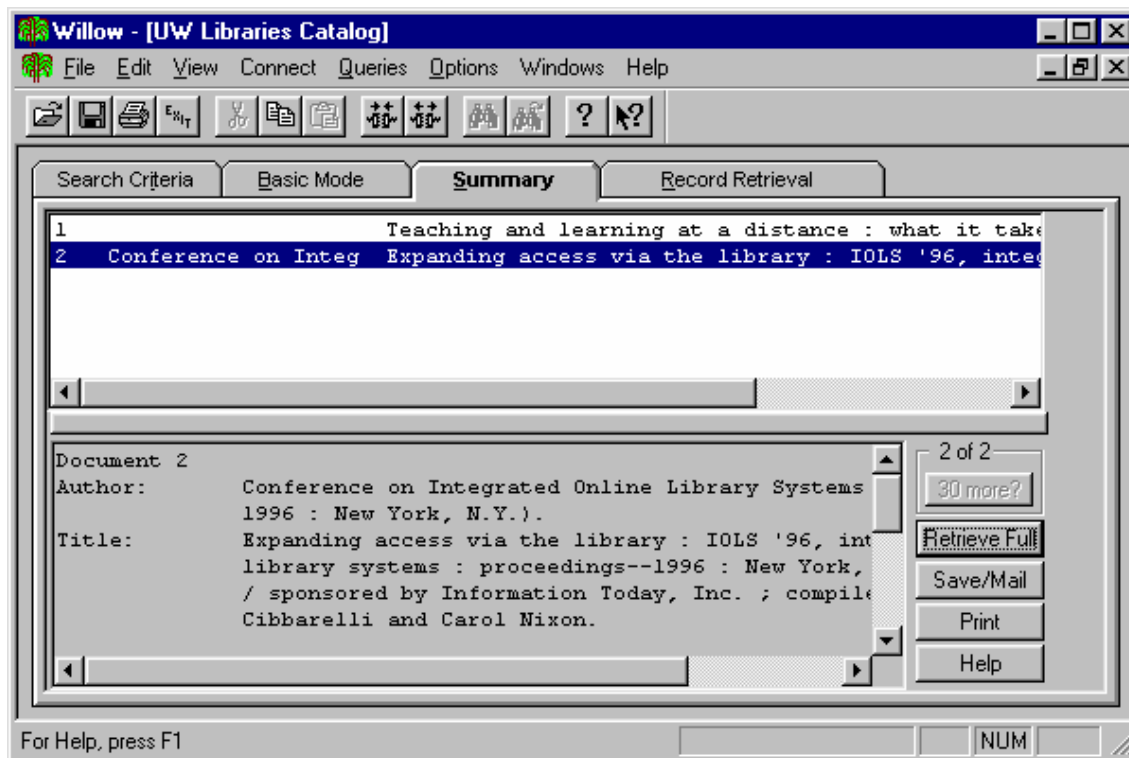 Willow - [UW Libraries Catalog]
File Edit View Connect Queries Options Windows Help
EXIT ? ?
Search Criteria Basic Mode Summary Record Retrieval
1 Teaching and learning at a distance : what it take
2 Conference on Integ Expanding access via the library : IOLS '96, integ
Document 2
Author: Conference on Integrated Online Library Systems
1996 : New York, N.Y.).
Title: Expanding access via the library : IOLS '96, int
library systems : proceedings--1996 : New York,
/ sponsored by Information Today, Inc. ; compile
Cibbarelli and Carol Nixon.
2 of 2
30 more?
Retrieve Full
Save/Mail
Print
Help
For Help, press F1 NUM